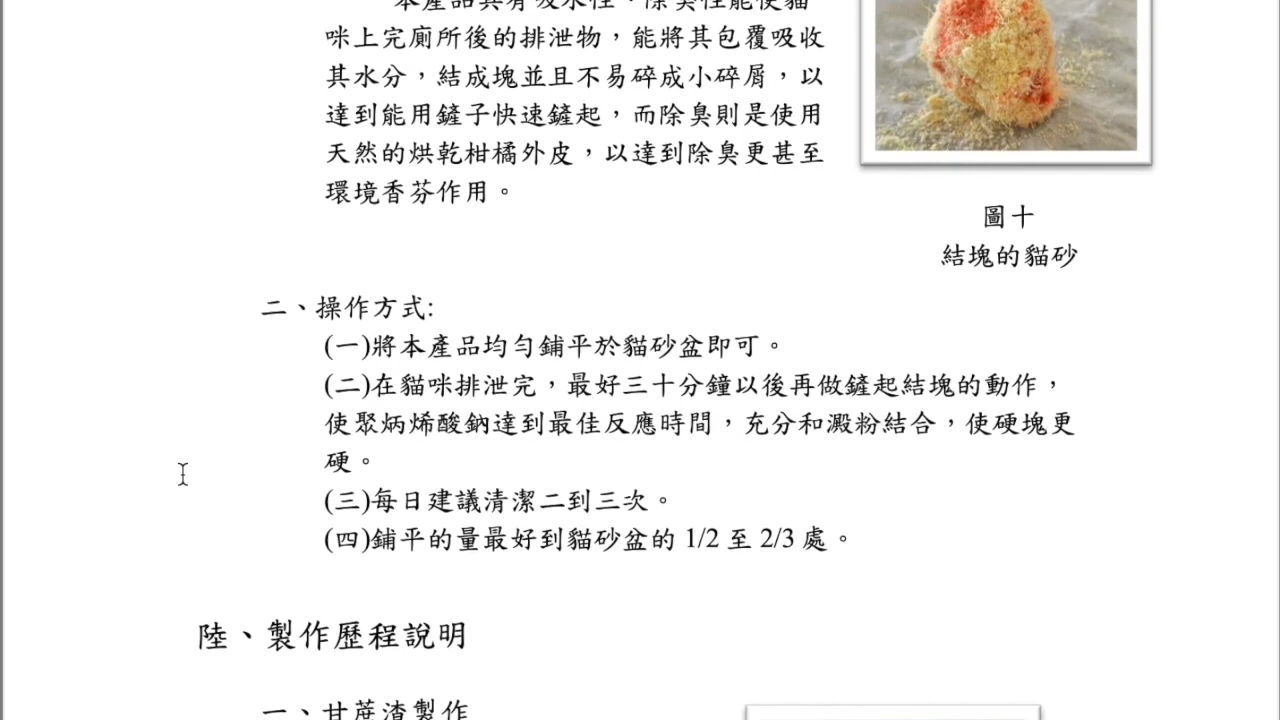 本產品具有吸水性、除臭性能使貓
咪上完廁所後的排泄物，能將其包覆吸收
其水分，結成塊並且不易碎成小碎屑，以
達到能用鏟子快速鏟起，而除臭則是使用
天然的烘乾柑橘外皮，以達到除臭更甚至
環境香芬作用。
圖十
結塊的貓砂
二、操作方式:
(一)將本產品均勻鋪平於貓砂盆即可。
(二)在貓咪排泄完，最好三十分鐘以後再做鏟起結塊的動作，
使聚炳烯酸鈉達到最佳反應時間，充分和澱粉結合，使硬塊更
硬。
(三)每日建議清潔二到三次。
(四)鋪平的量最好到貓砂盆的 1/2 至 2/3 處。
陸、製作歷程說明
一、甘蔗渣製作